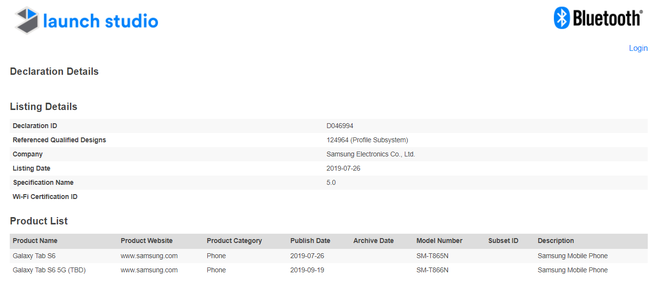 launch studio
Bluetooth®
Login
Declaration Details
Listing Details
Declaration ID D046994
Referenced Qualified Designs 124964 (Profile Subsystem)
Company Samsung Electronics Co., Ltd.
Listing Date 2019-07-26
Specification Name 5.0
Wi-Fi Certification ID
Product List
Product Name Product Website Product Category Publish Date Archive Date Model Number Subset ID Description
Galaxy Tab S6 www.samsung.com Phone 2019-07-26 SM-T865N Samsung Mobile Phone
Galaxy Tab S6 5G (TBD) www.samsung.com Phone 2019-09-19 SM-T866N Samsung Mobile Phone